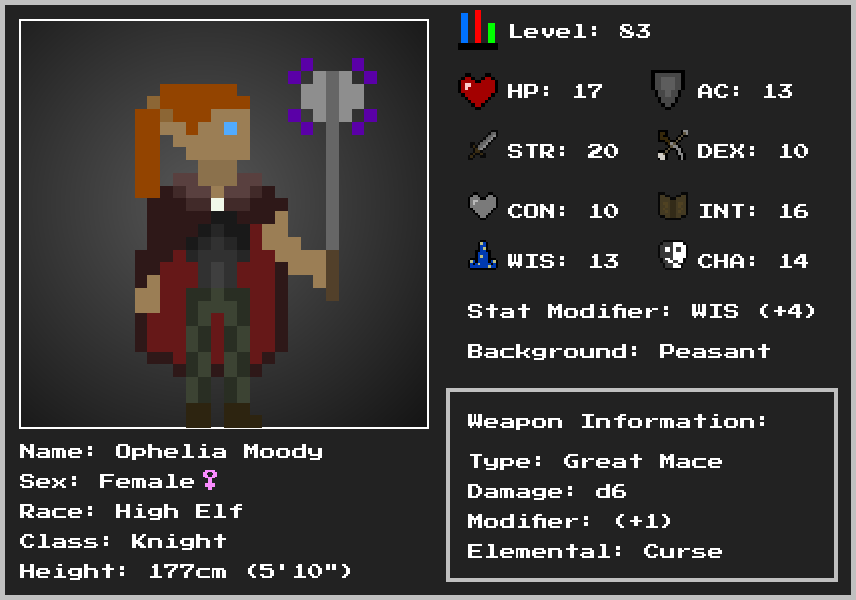 Level: 83
HP: 17 AC: 13
STR: 20 DEX: 10
CON: 10 INT: 16
WIS: 13 CHA: 14
Stat Modifier: WIS (+4)
Background: Peasant
Weapon Information:
Type: Great Mace
Damage: d6
Modifier: (+1)
Elemental: Curse
Name: Ophelia Moody
Sex: Female♀
Race: High Elf
Class: Knight
Height: 177cm (5'10")